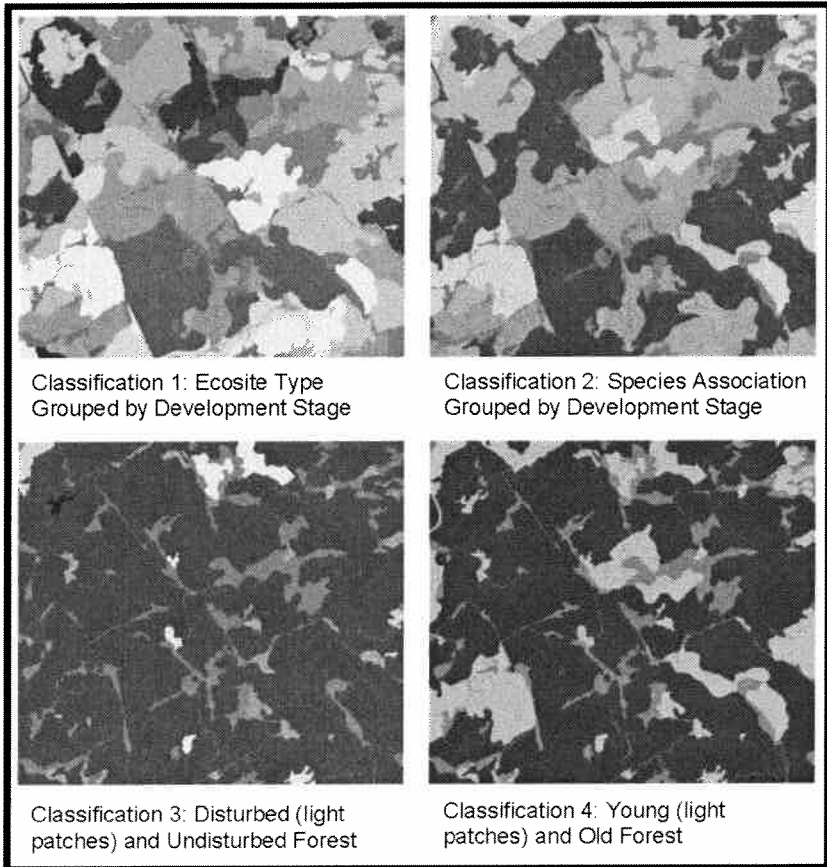 Classification 1: Ecosite Type
Grouped by Development Stage
Classification 2: Species Association
Grouped by Development Stage
Classification 3: Disturbed (light
patches) and Undisturbed Forest
Classification 4: Young (light
patches) and Old Forest